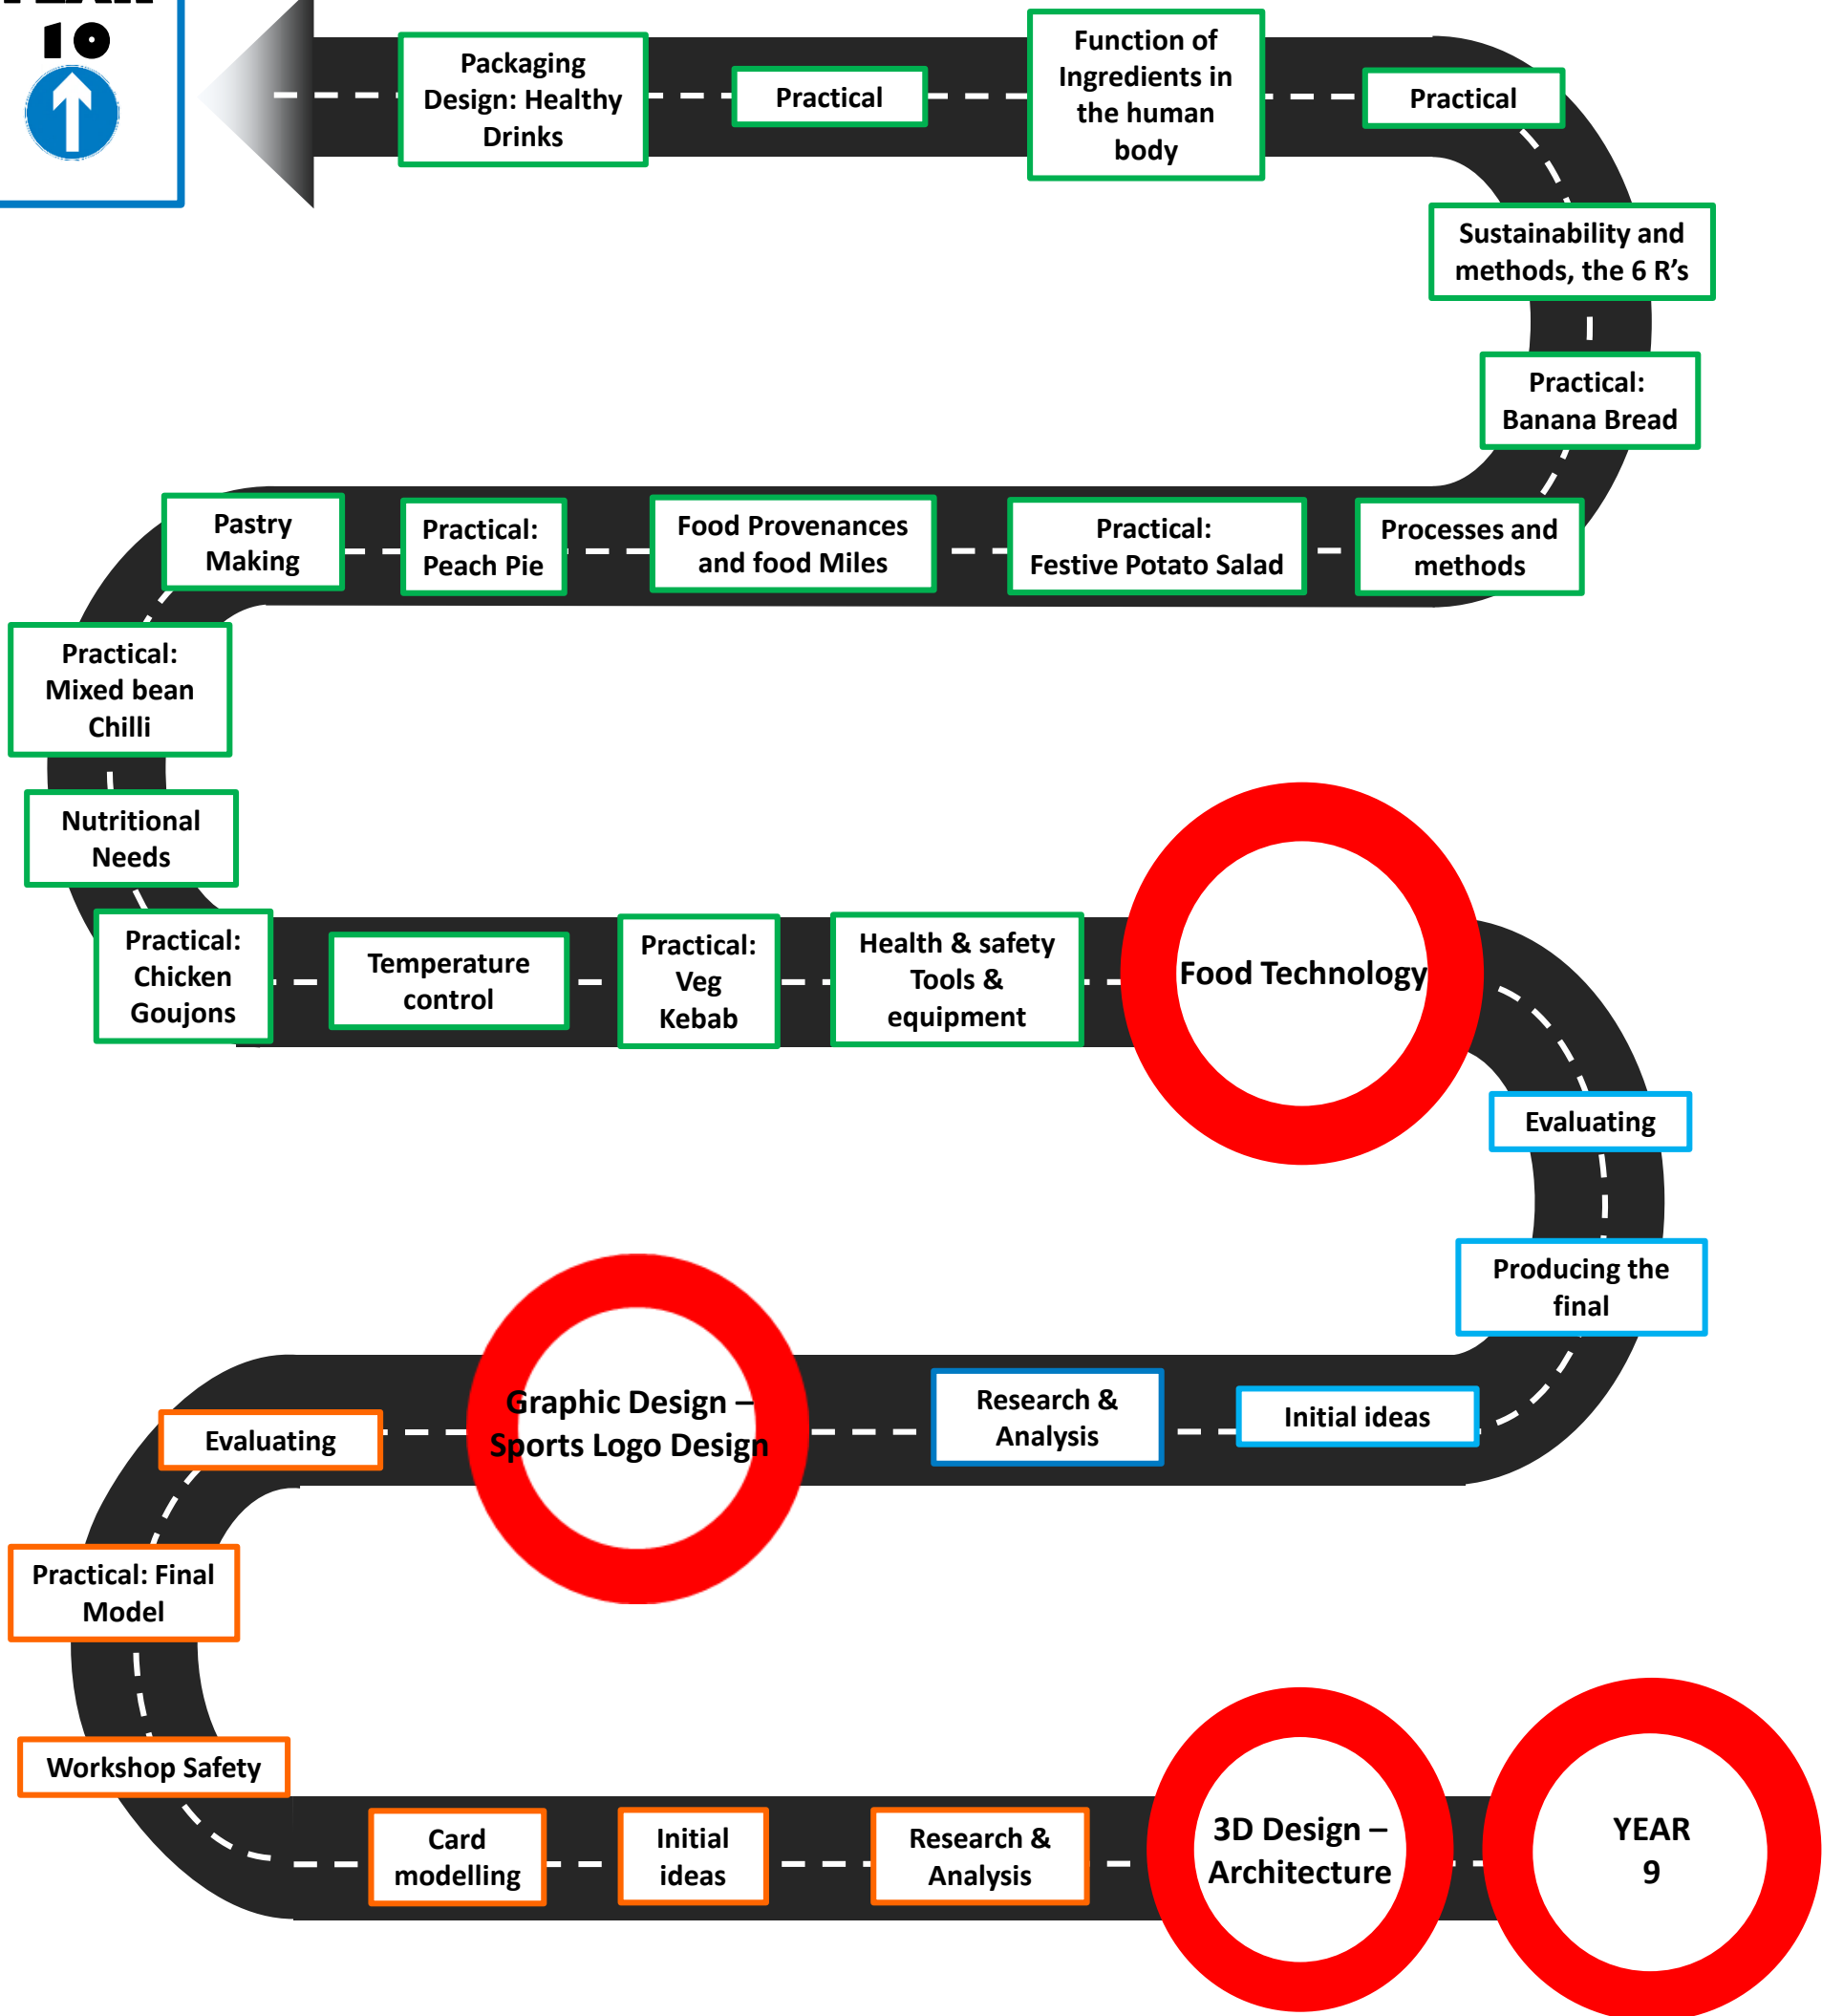 YEAR
10
Packaging
Design: Healthy
Drinks
Practical
Function of
Ingredients in
the human
body
Practical
Sustainability and
methods, the 6 R's
Practical:
Banana Bread
Pastry
Making
Practical:
Peach Pie
Food Provenances
and food Miles
Practical:
Festive Potato Salad
Processes and
methods
Practical:
Mixed bean
Chilli
Nutritional
Needs
Practical:
Chicken
Goujons
Temperature
control
Practical:
Veg
Kebab
Health & safety
Tools &
equipment
Food Technology
Evaluating
Producing the
final
Evaluating
Graphic Design –
Sports Logo Design
Research &
Analysis
Initial ideas
Practical: Final
Model
Workshop Safety
Card
modelling
Initial
ideas
Research &
Analysis
3D Design –
Architecture
YEAR
9